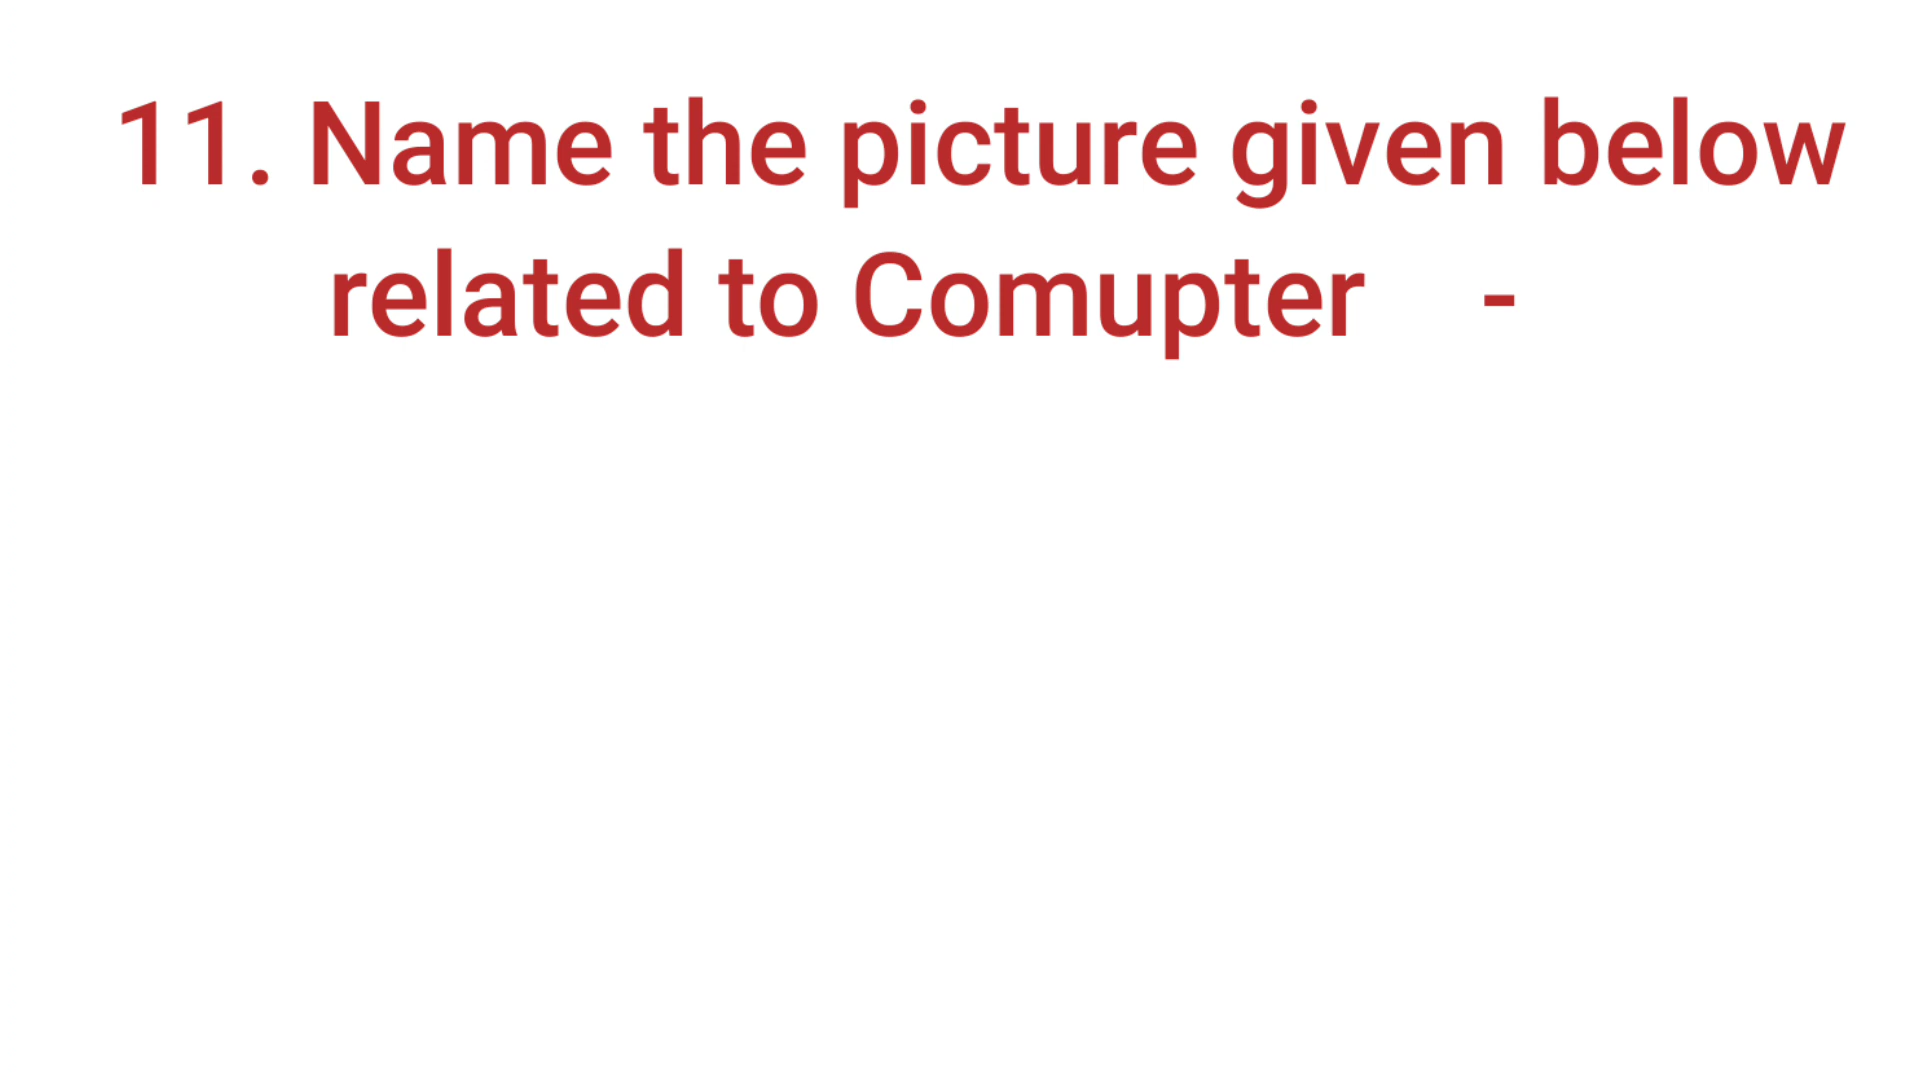 11. Name the picture given below
related to Comupter -